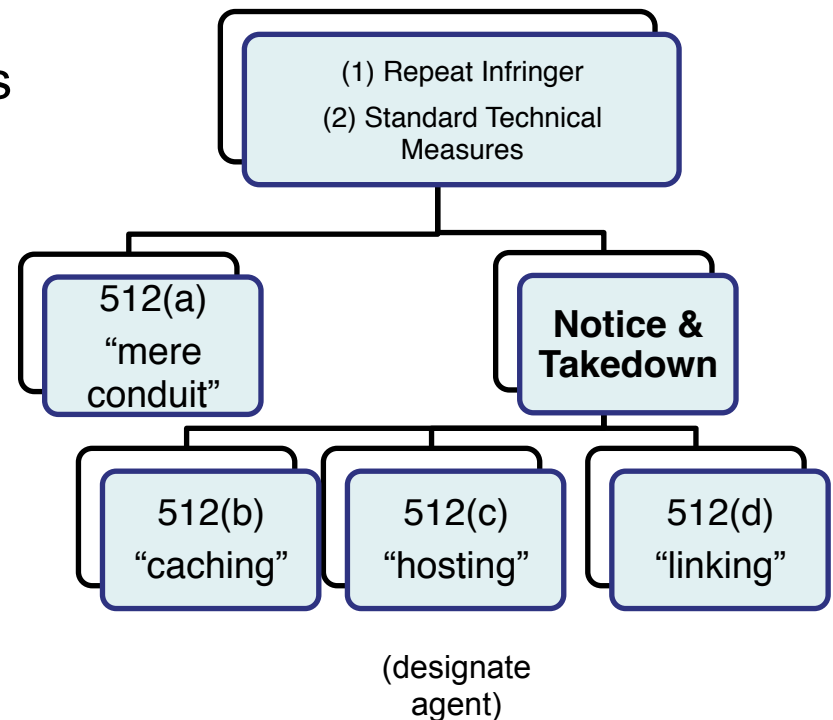 s
(1) Repeat Infringer
(2) Standard Technical
Measures
512(a)
“mere
conduit”
Notice &
Takedown
512(b)
“caching”
512(c)
“hosting”
512(d)
“linking”
(designate
agent)